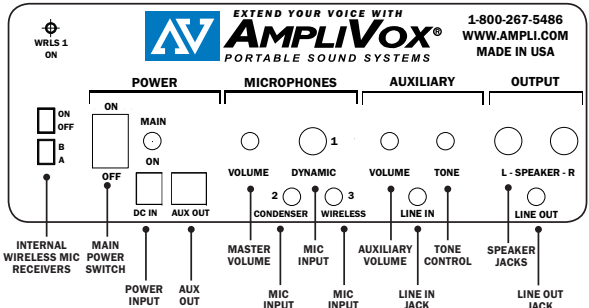 EXTEND YOUR VOICE WITH
AV AMPLIVOX®
PORTABLE SOUND SYSTEMS
1-800-267-5486
WWW.AMPLI.COM
MADE IN USA
WRLS 1
ON
POWER
MICROPHONES
AUXILIARY
OUTPUT
ON
OFF
B
A
ON
OFF
MAIN
ON
DC IN
AUX OUT
VOLUME
1
DYNAMIC
2
CONDENSER
3
WIRELESS
VOLUME
TONE
LINE IN
L - SPEAKER - R
LINE OUT
INTERNAL
WIRELESS MIC
RECEIVERS
MAIN
POWER
SWITCH
POWER
INPUT
AUX
OUT
MASTER
VOLUME
MIC
INPUT
MIC
INPUT
MIC
INPUT
AUXILIARY
VOLUME
LINE IN
JACK
TONE
CONTROL
SPEAKER
JACKS
LINE OUT
JACK